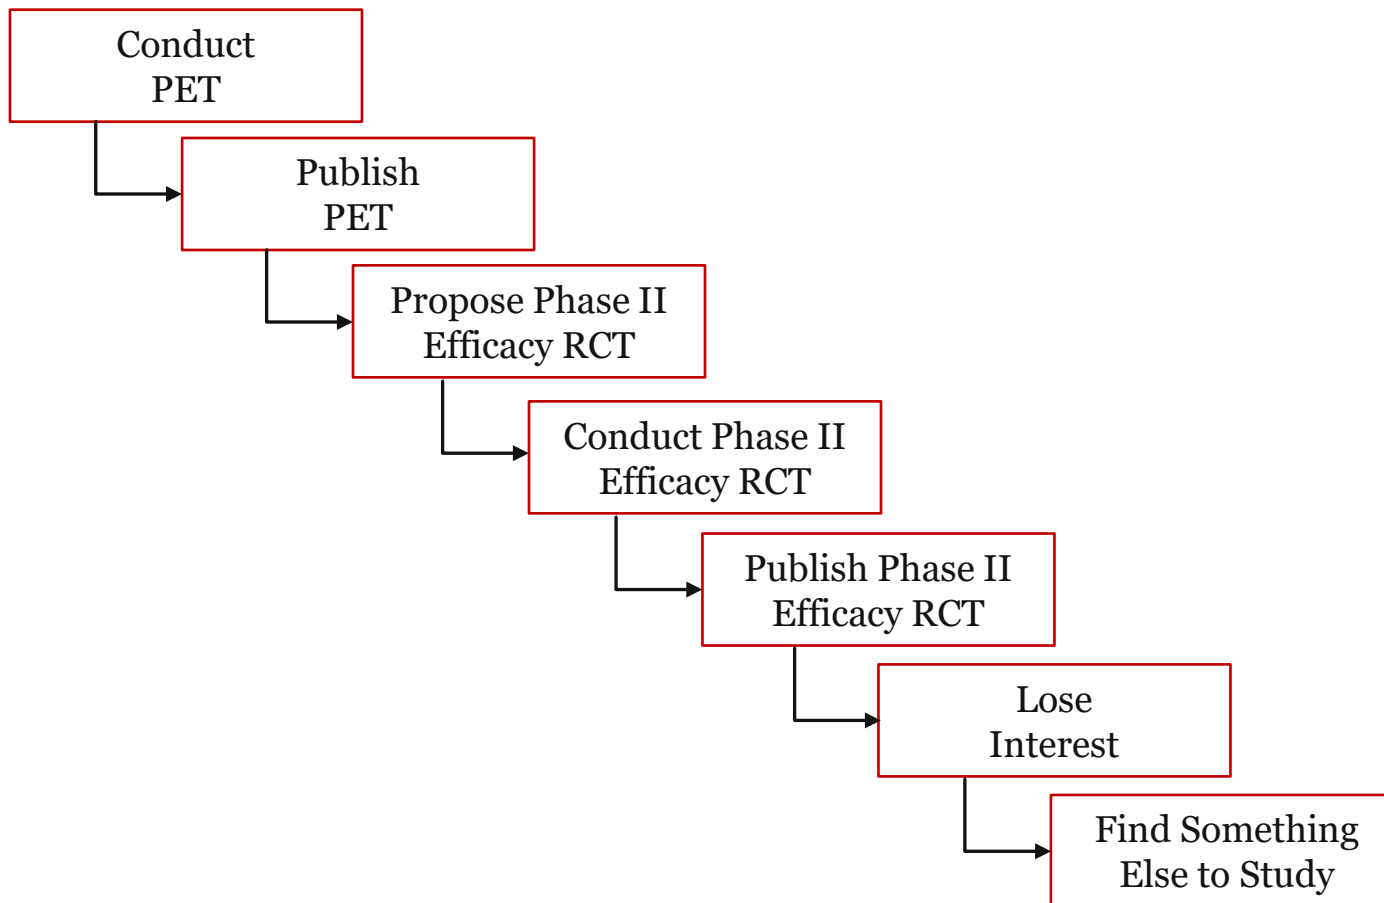 Conduct
PET
Publish
PET
Propose Phase II
Efficacy RCT
Conduct Phase II
Efficacy RCT
Publish Phase II
Efficacy RCT
Lose
Interest
Find Something
Else to Study